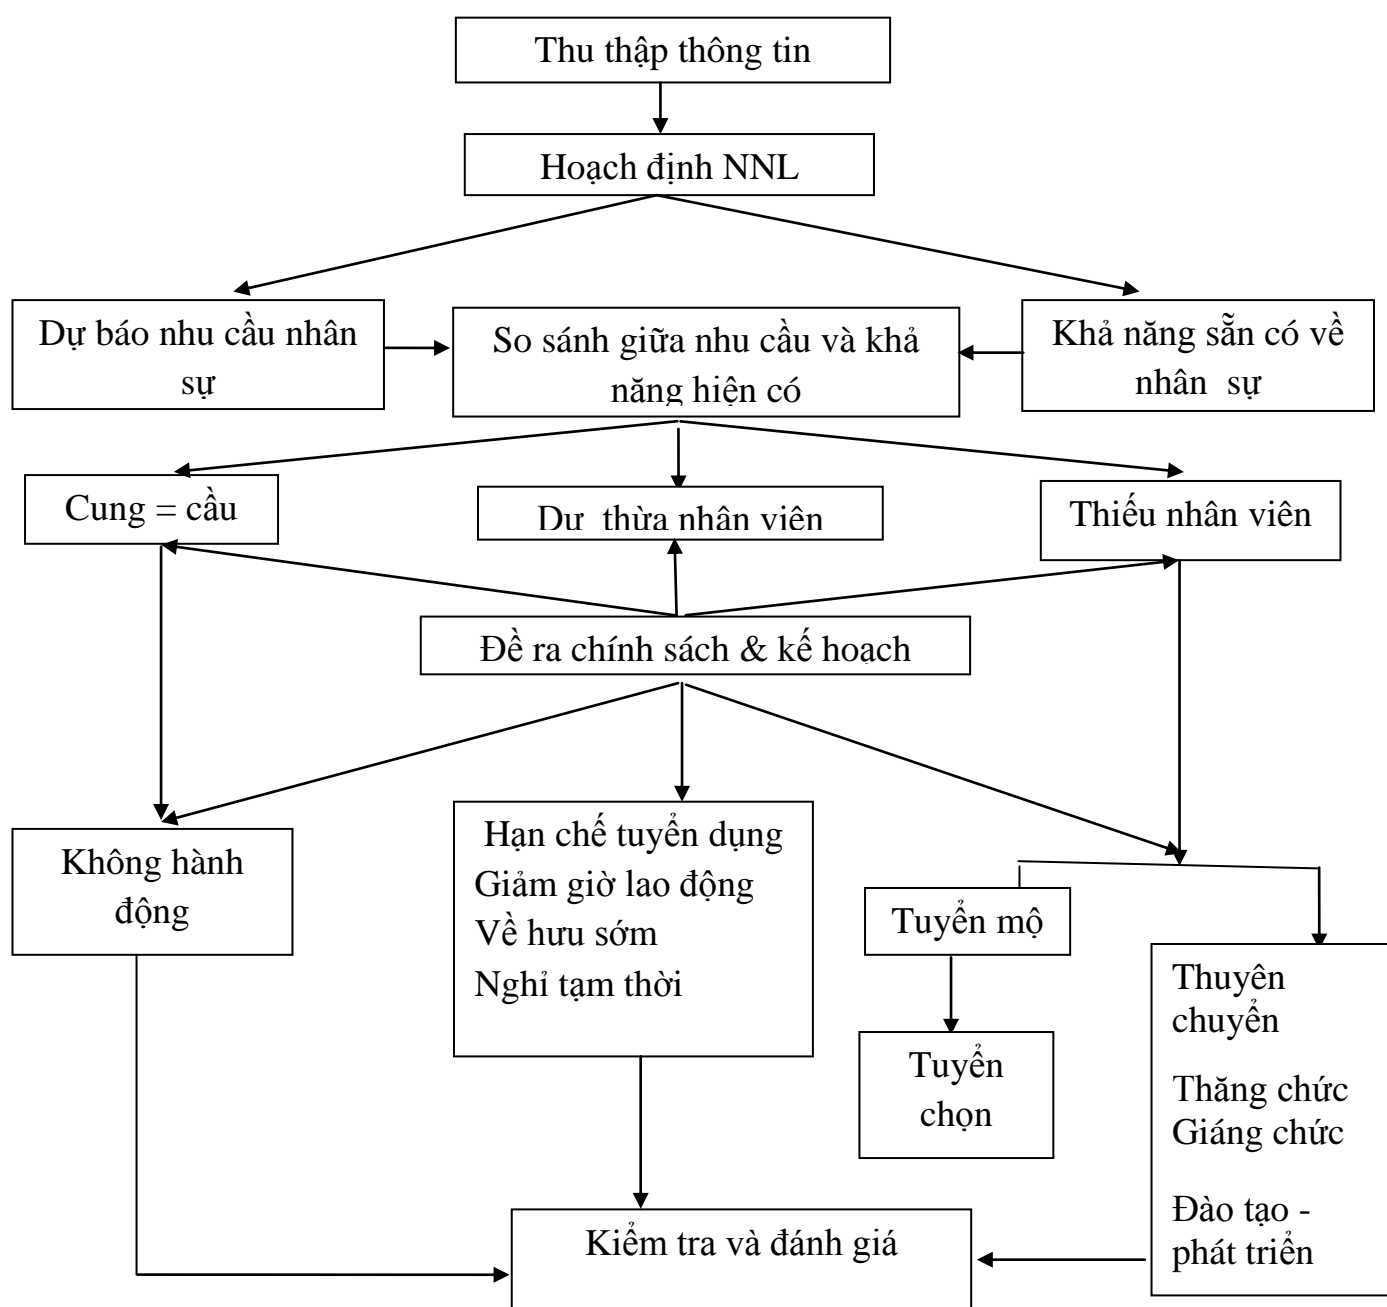 Thu thập thông tin
Hoạch định NNL
Dự báo nhu cầu nhân
sự
So sánh giữa nhu cầu và khả
năng hiện có
Khả năng sẵn có về
nhân sự
Cung = cầu
Dư thừa nhân viên
Thiếu nhân viên
Đề ra chính sách & kế hoạch
Không hành
động
Hạn chế tuyển dụng
Giảm giờ lao động
Về hưu sớm
Nghỉ tạm thời
Tuyển mộ
Tuyển
chọn
Thuyên
chuyển
Thăng chức
Giáng chức
Đào tạo -
phát triển
Kiểm tra và đánh giá